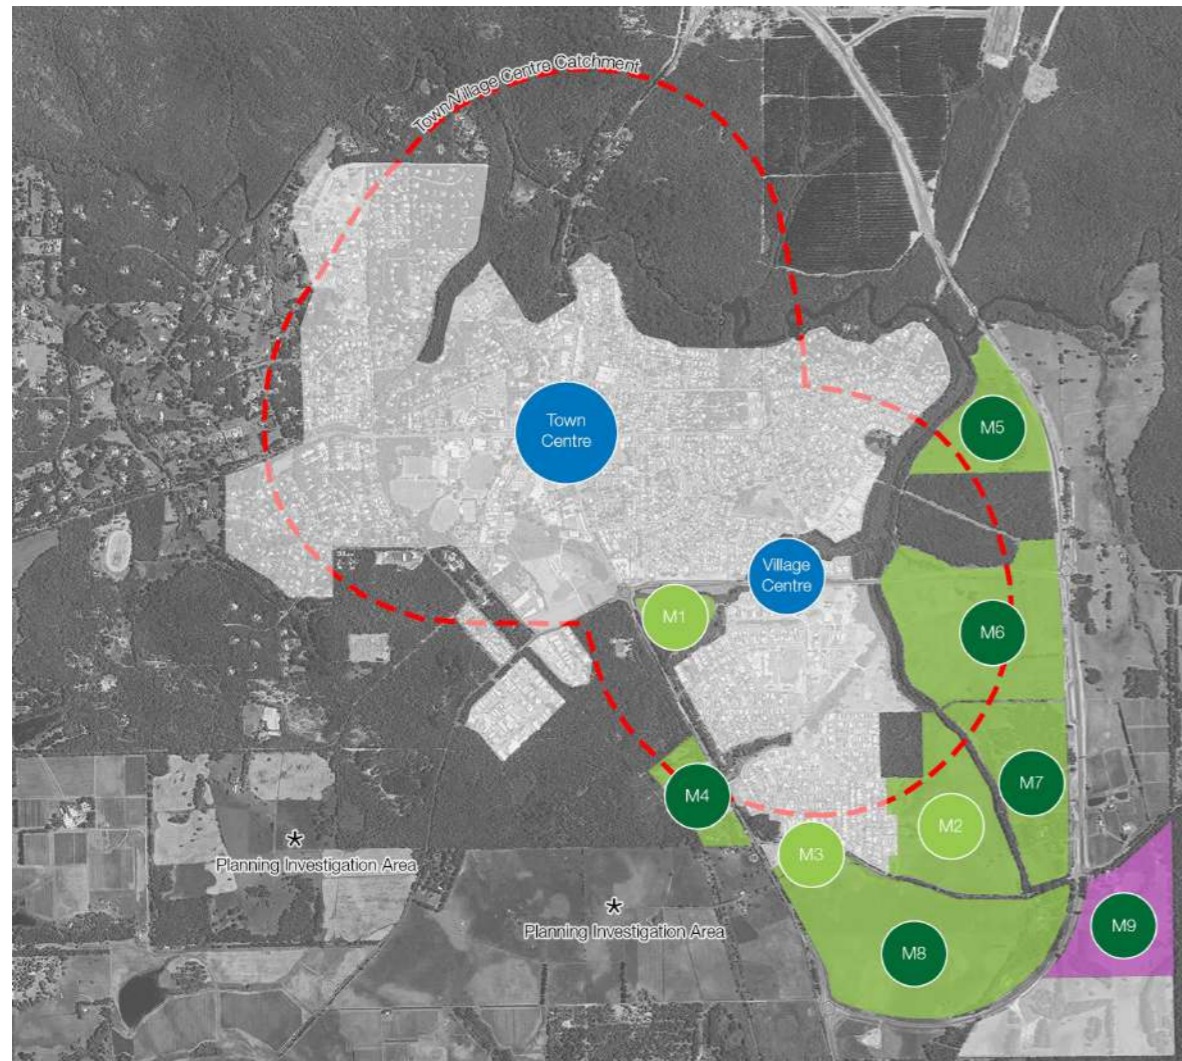 Town/Village Centre Catchment
Town
Centre
M5
Village
Centre
M1
M6
M4
M7
M2
*
Planning Investigation Area
M3
*
Planning Investigation Area
M9
M8